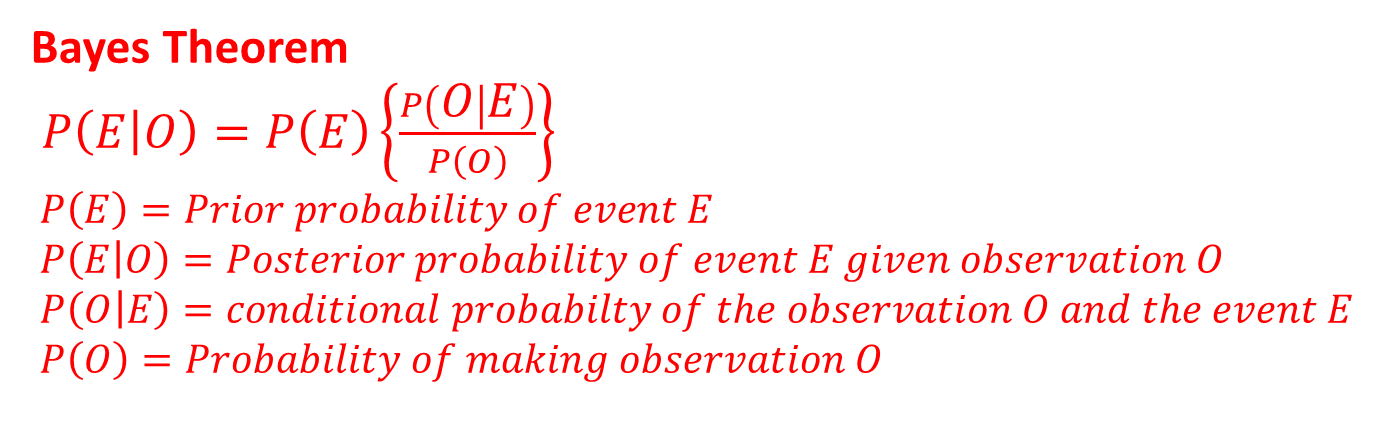 Bayes Theorem
P(E|O) = P(E) {P(O|E) / P(O)}
P(E) = Prior probability of event E
P(E|O) = Posterior probability of event E given observation O
P(O|E) = conditional probabilty of the observation O and the event E
P(O) = Probability of making observation O